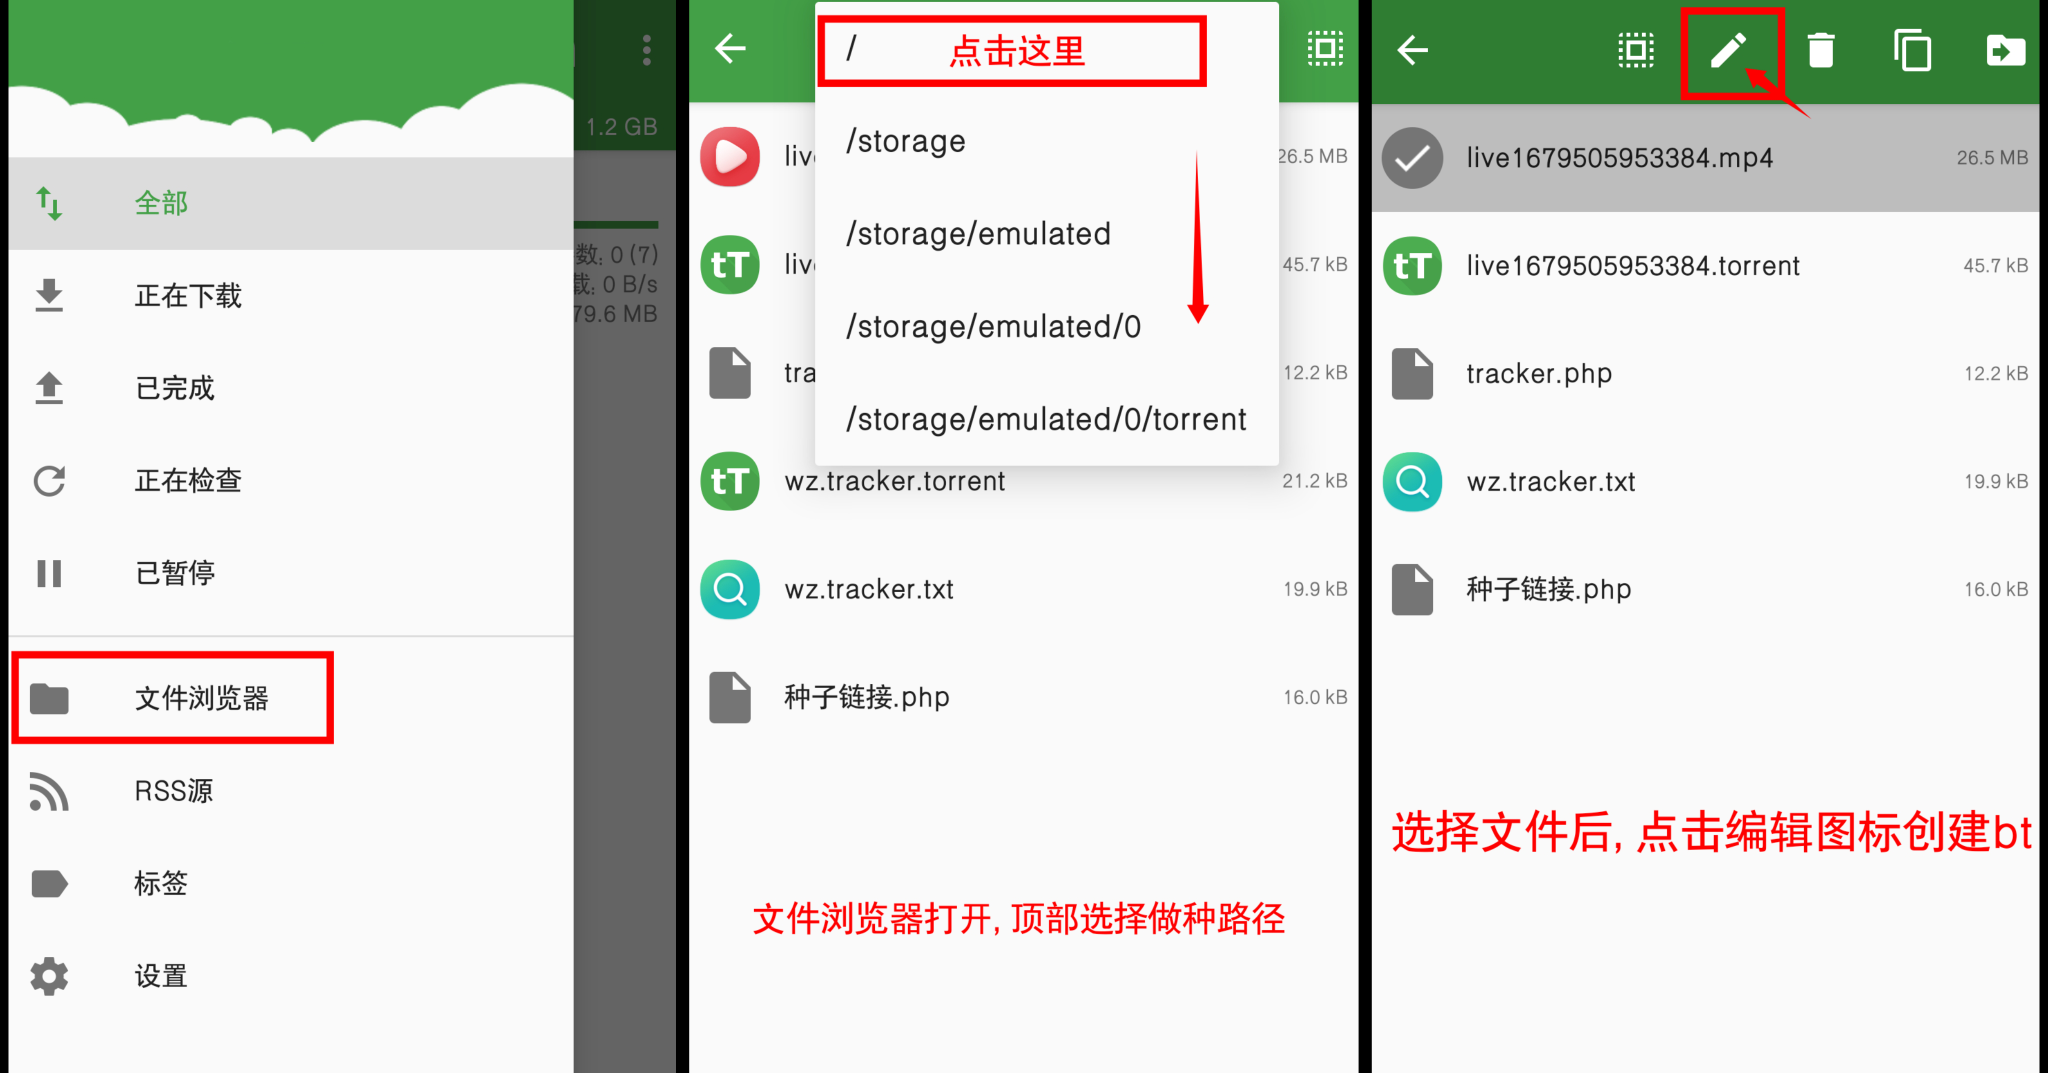 1.2 GB
全部
数: 0 (7)
载: 0 B/s
79.6 MB
正在下载
已完成
正在检查
已暂停
文件浏览器
RSS源
标签
设置
/
点击这里
/storage
/storage/emulated
/storage/emulated/0
/storage/emulated/0/torrent
liv
26.5 MB
tT
liv
45.7 kB
tra
12.2 kB
tT
wz.tracker.torrent
21.2 kB
wz.tracker.txt
19.9 kB
种子链接.php
16.0 kB
文件浏览器打开, 顶部选择做种路径
live1679505953384.mp4
26.5 MB
tT
live1679505953384.torrent
45.7 kB
tracker.php
12.2 kB
wz.tracker.txt
19.9 kB
种子链接.php
16.0 kB
选择文件后, 点击编辑图标创建bt